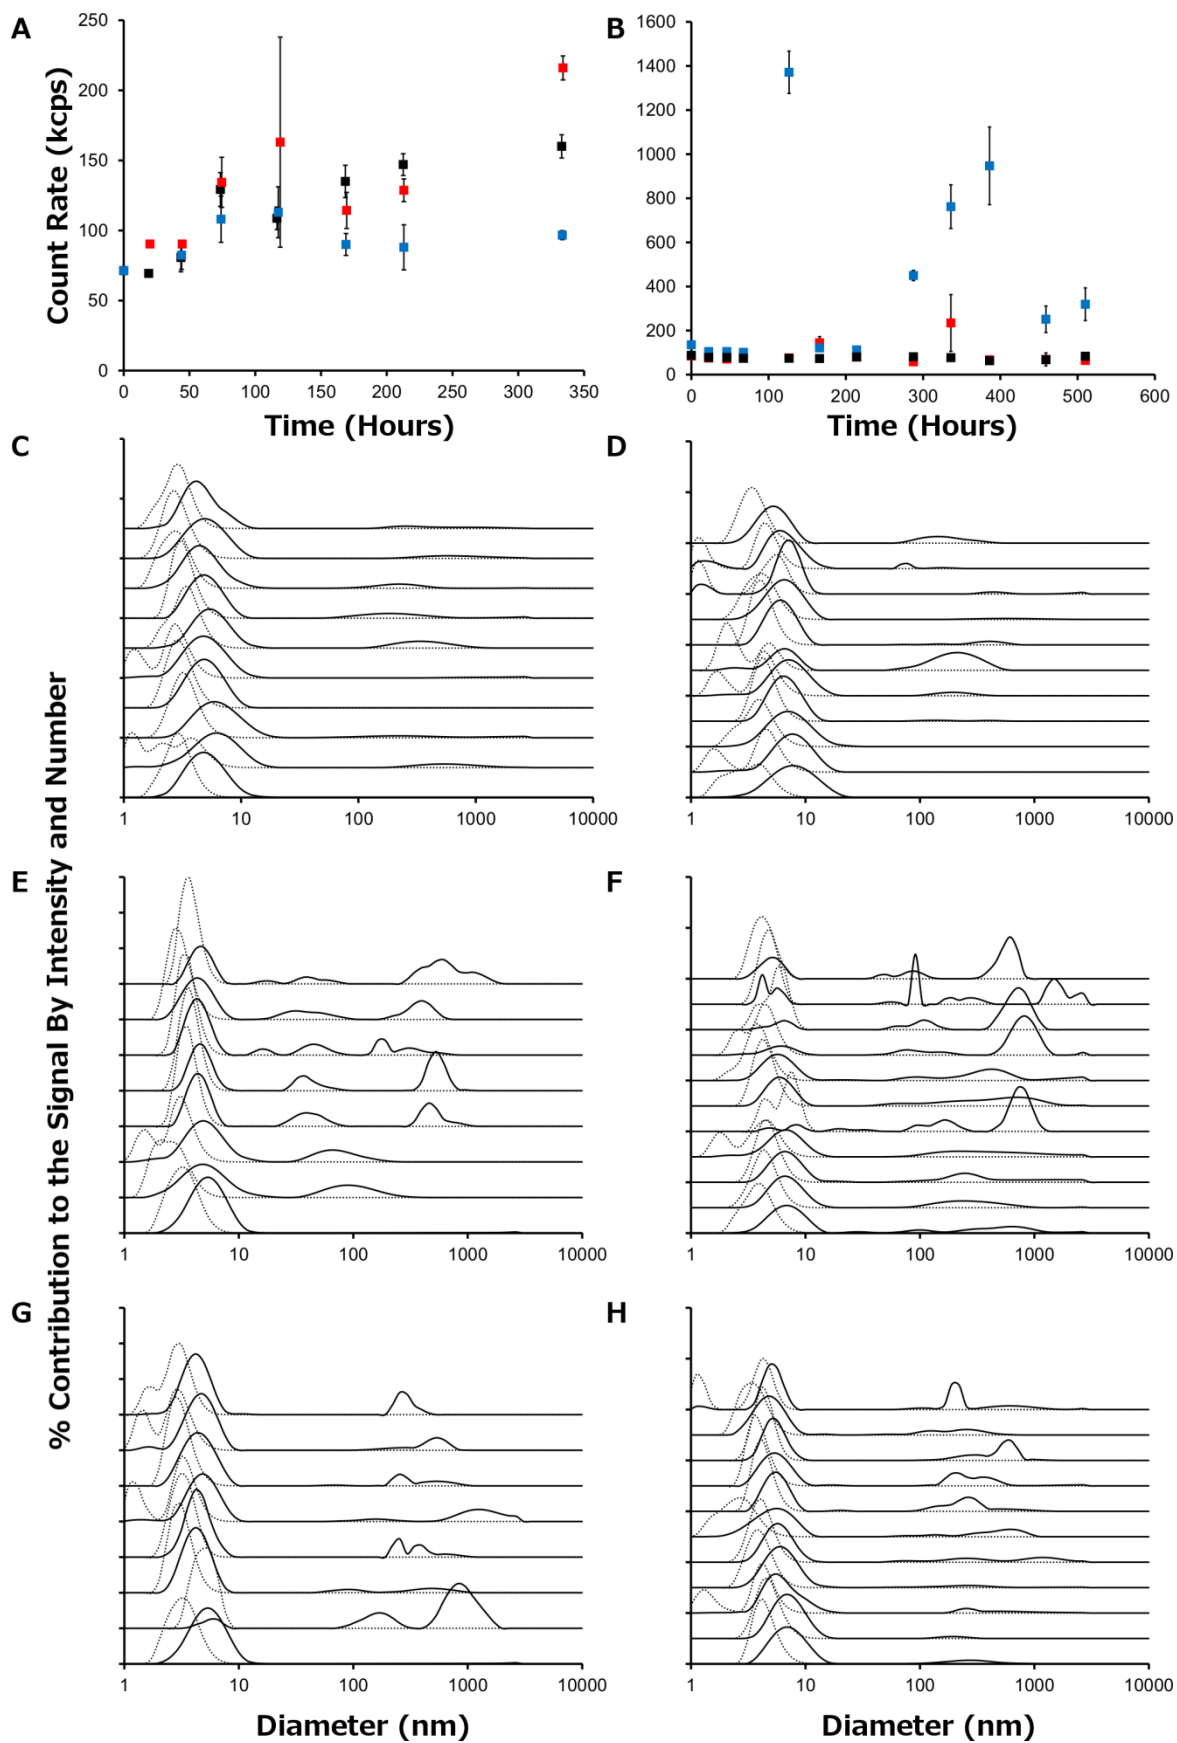 A
B
Count Rate (kcps)
250
200
150
100
50
0
0 50 100 150 200 250 300 350
Time (Hours)
1600
1400
1200
1000
800
600
400
200
0
0 100 200 300 400 500 600
Time (Hours)
% Contribution to the Signal By Intensity and Number
C
1 10 100 1000 10000
D
1 10 100 1000 10000
E
1 10 100 1000 10000
F
1 10 100 1000 10000
G
1 10 100 1000 10000
H
1 10 100 1000 10000
Diameter (nm)
Diameter (nm)